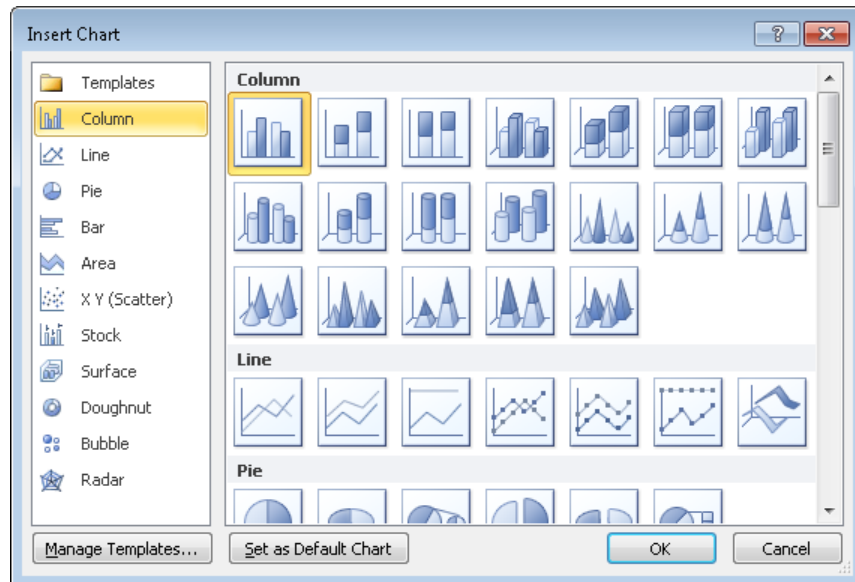 Insert Chart
Templates
Column
Line
Pie
Bar
Area
X Y (Scatter)
Stock
Surface
Doughnut
Bubble
Radar
Column
Line
Pie
Manage Templates...
Set as Default Chart
OK
Cancel